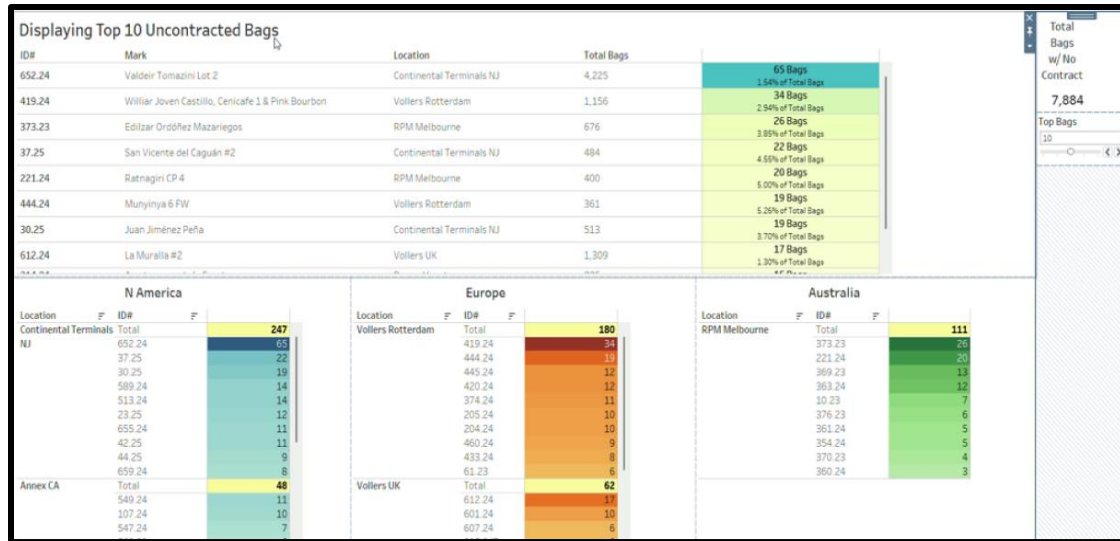 Displaying Top 10 Uncontracted Bags
ID# Mark Location Total Bags
652.24 Valdeir Tomazini Lot 2 Continental Terminals NJ 4,225 65 Bags
1.54% of Total Bags
419.24 Williar Joven Castillo, Cenicafe 1 & Pink Bourbon Vollers Rotterdam 1,156 34 Bags
2.94% of Total Bags
373.23 Edilzar Ordóñez Mazariegos RPM Melbourne 676 26 Bags
3.85% of Total Bags
37.25 San Vicente del Caguán #2 Continental Terminals NJ 484 22 Bags
4.55% of Total Bags
221.24 Ratnagiri CP 4 RPM Melbourne 400 20 Bags
5.00% of Total Bags
444.24 Munyinya 6 FW Vollers Rotterdam 361 19 Bags
5.26% of Total Bags
30.25 Juan Jiménez Peña Continental Terminals NJ 513 19 Bags
3.70% of Total Bags
612.24 La Muralla #2 Vollers UK 1,309 17 Bags
1.30% of Total Bags
Total
Bags
w/ No
Contract
7,884
Top Bags
10
N America
Location ID#
Continental Terminals NJ Total 247
652.24 65
37.25 22
30.25 19
589.24 14
513.24 14
23.25 12
655.24 11
42.25 11
44.25 9
659.24 8
Annex CA Total 48
549.24 11
107.24 10
547.24 7
Europe
Location ID#
Vollers Rotterdam Total 180
419.24 34
444.24 19
445.24 12
420.24 12
374.24 11
205.24 10
204.24 10
460.24 9
433.24 8
61.23 6
Vollers UK Total 62
612.24 17
601.24 10
607.24 6
Australia
Location ID#
RPM Melbourne Total 111
373.23 26
221.24 20
369.23 13
363.24 12
10.23 7
376.23 6
361.24 5
354.24 5
370.23 4
360.24 3